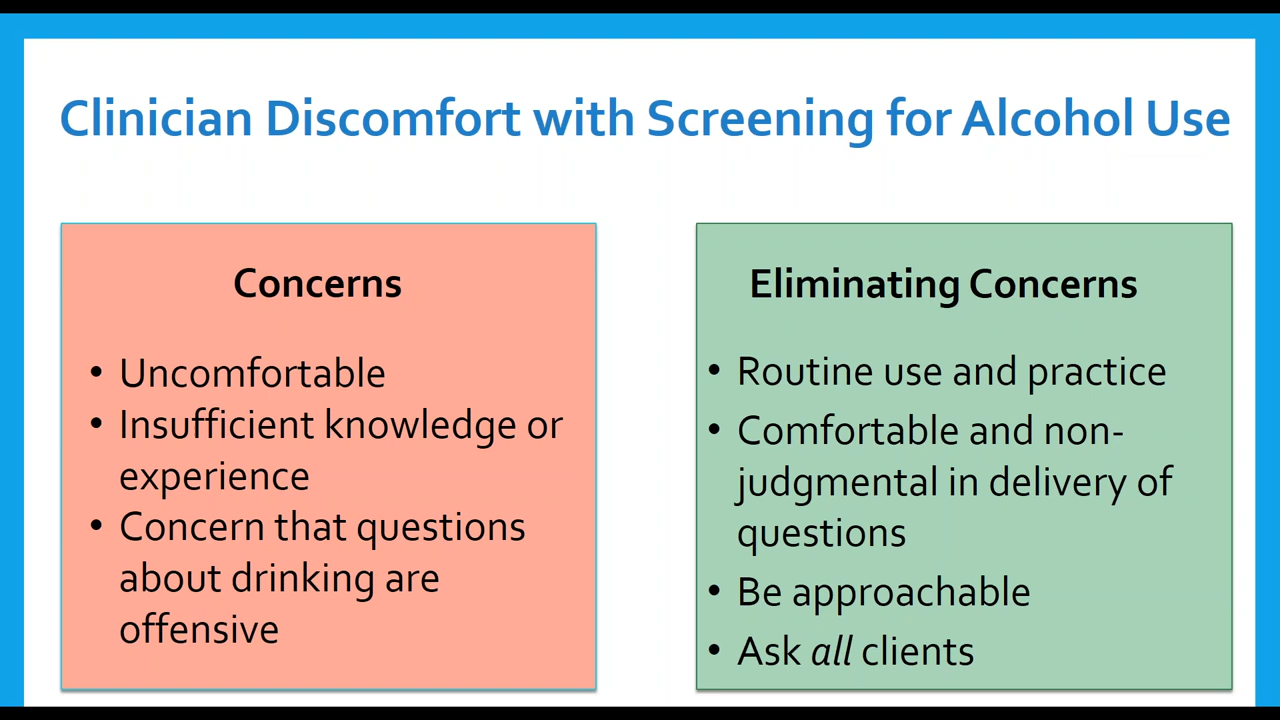 Clinician Discomfort with Screening for Alcohol Use
Concerns
• Uncomfortable
• Insufficient knowledge or
experience
• Concern that questions
about drinking are
offensive
Eliminating Concerns
• Routine use and practice
• Comfortable and non-
judgmental in delivery of
questions
• Be approachable
• Ask all clients